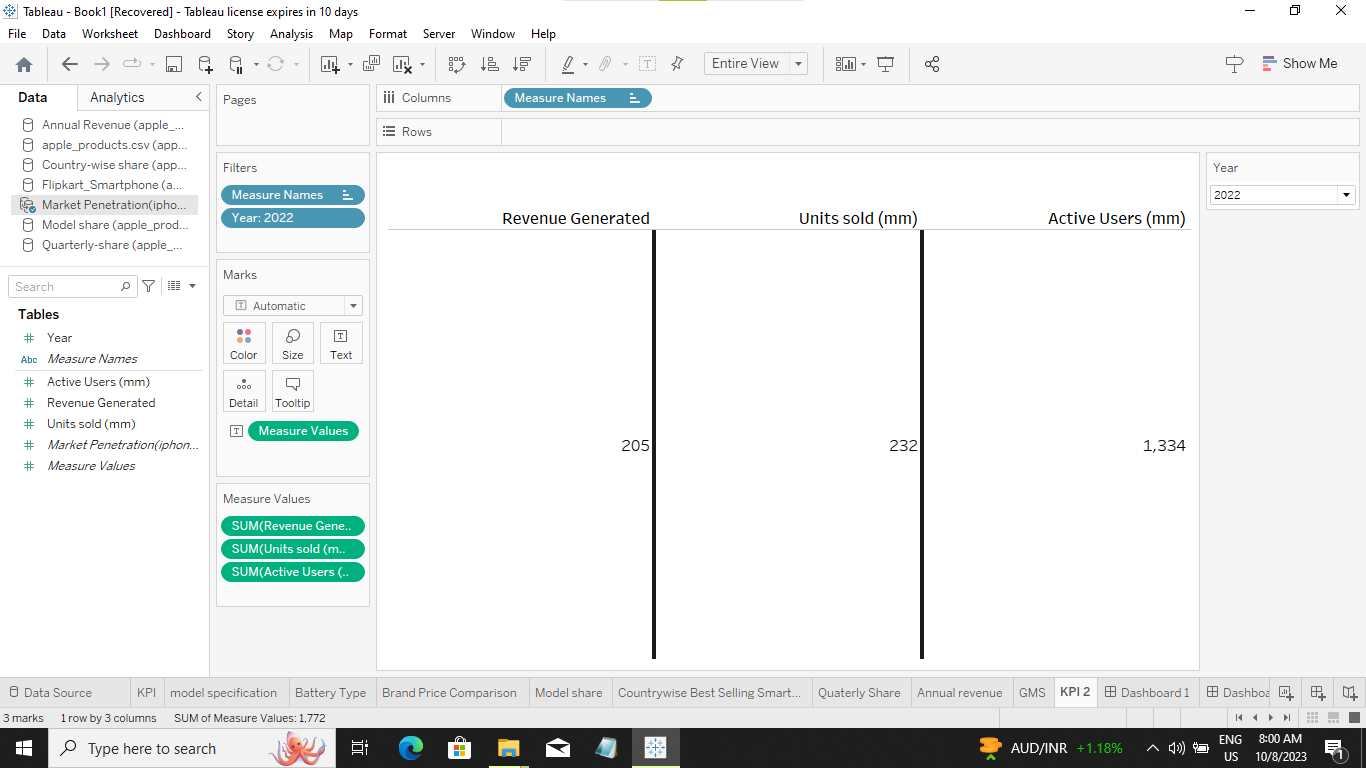 Tableau - Book1 [Recovered] - Tableau license expires in 10 days
File Data Worksheet Dashboard Story Analysis Map Format Server Window Help
Entire View
Show Me
Data Analytics
Annual Revenue (apple_...
apple_products.csv (app...
Country-wise share (app...
Flipkart_Smartphone (a...
Market Penetration(ipho...
Model share (apple_prod...
Quarterly-share (apple_...
Search
Tables
Year
Abc Measure Names
Active Users (mm)
Revenue Generated
Units sold (mm)
Market Penetration(iphon...
Measure Values
Pages
Filters
Measure Names
Year: 2022
Marks
Automatic
Color Size Text
Detail Tooltip
Measure Values
Measure Values
SUM(Revenue Gene..
SUM(Units sold (m..
SUM(Active Users (..
Columns Measure Names
Rows
Revenue Generated Units sold (mm) Active Users (mm)
205 232 1,334
Year
2022
Data Source KPI model specification Battery Type Brand Price Comparison Model share Countrywise Best Selling Smart... Quaterly Share Annual revenue GMS KPI 2 Dashboard 1 Dashboa
3 marks 1 row by 3 columns SUM of Measure Values: 1,772
Type here to search AUD/INR +1.18% ENG 8:00 AM
US 10/8/2023 1